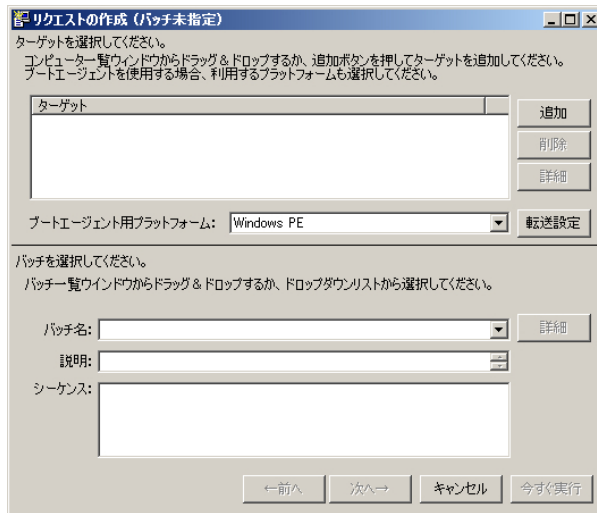 リクエストの作成 (バッチ未指定)
ターゲットを選択してください。
コンピューター覧ウィンドウからドラッグ&ドロップするか、追加ボタンを押してターゲットを追加してください。
ブートエージェントを使用する場合、利用するプラットフォームも選択してください。
ターゲット
追加
削除
詳細
ブートエージェント用プラットフォーム: Windows PE 転送設定
バッチを選択してください。
バッチ一覧ウインドウからドラッグ&ドロップするか、ドロップダウンリストから選択してください。
バッチ名: 詳細
説明:
シーケンス:
←前へ 次へ→ キャンセル 今すぐ実行